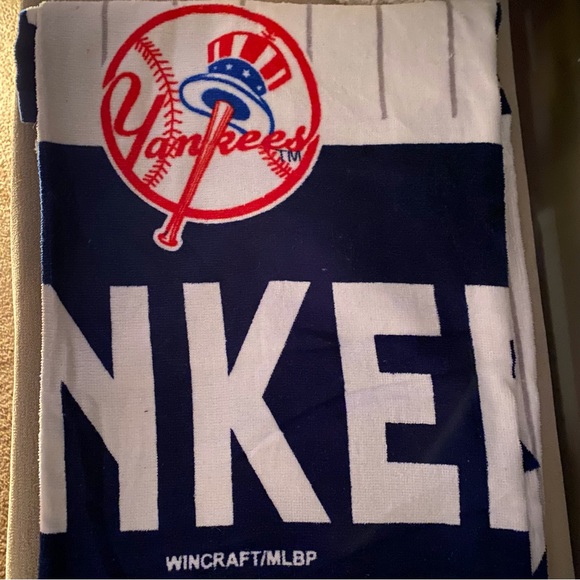 Yankees
TM
NKEE
WINCRAFT/MLBP